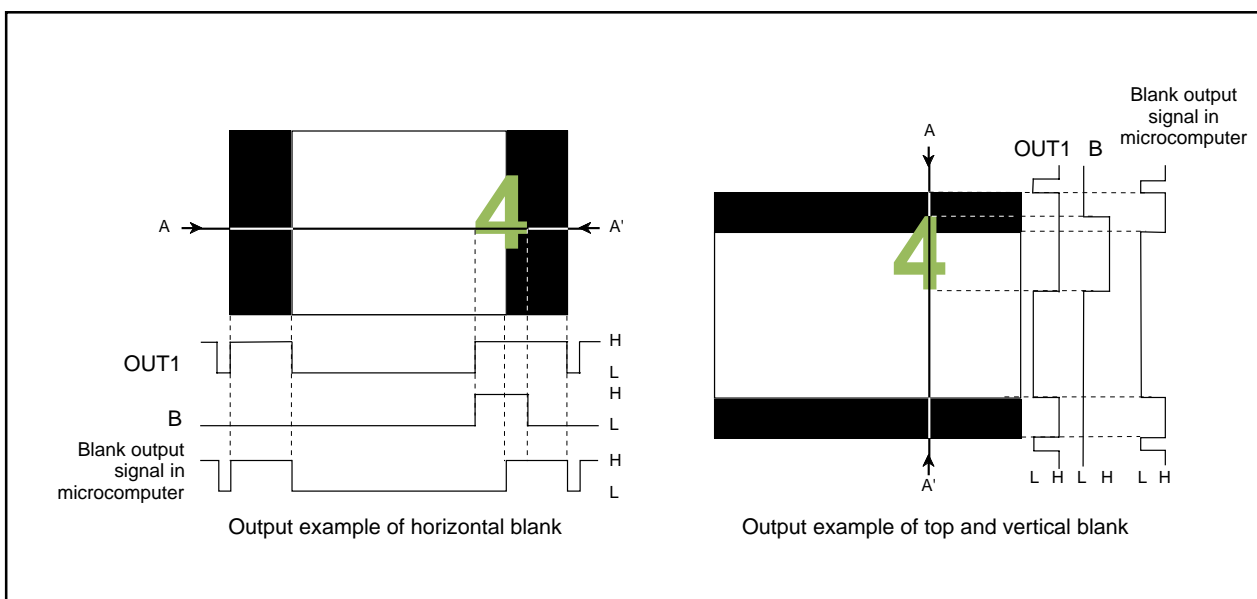 4
A
A'
OUT1
H
L
B
H
L
Blank output
signal in
microcomputer
H
L
Output example of horizontal blank
Blank output
signal in
microcomputer
A
OUT1 B
4
A'
L H L H L H
Output example of top and vertical blank